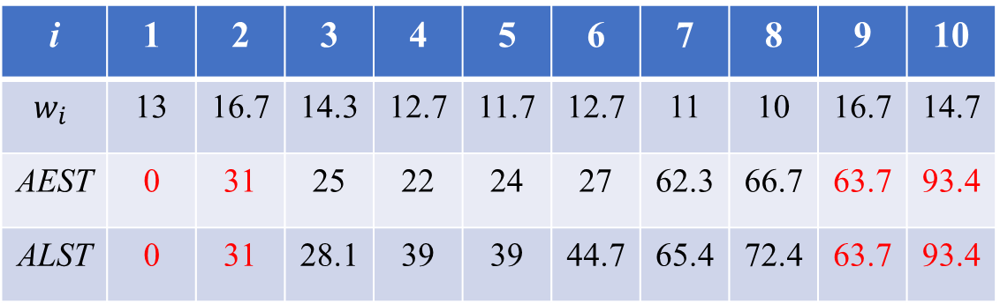 i 1 2 3 4 5 6 7 8 9 10
wᵢ 13 16.7 14.3 12.7 11.7 12.7 11 10 16.7 14.7
AEST 0 31 25 22 24 27 62.3 66.7 63.7 93.4
ALST 0 31 28.1 39 39 44.7 65.4 72.4 63.7 93.4